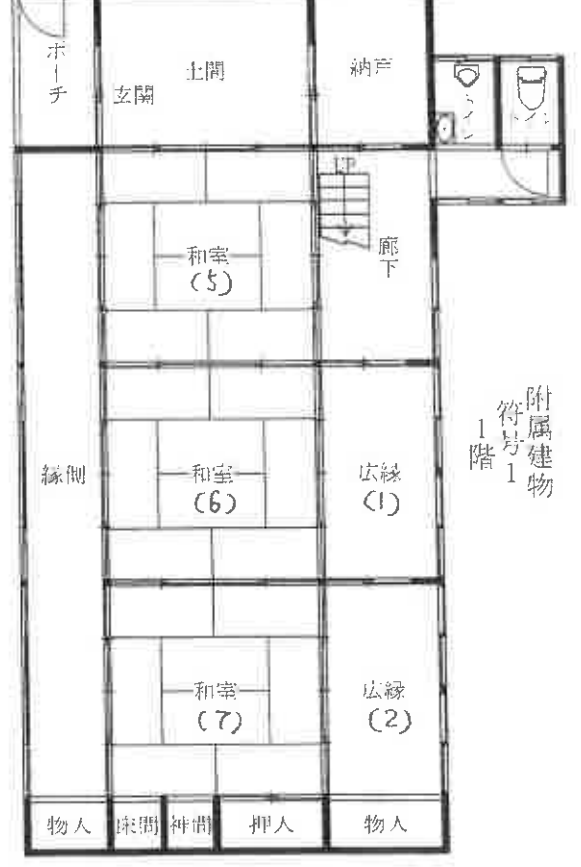 ポーチ
玄関
土間
納戸
トイレ
トイレ
UP
廊下
和室
(5)
縁側
和室
(6)
広縁
(1)
附属建物
符号1
1階
和室
(7)
広縁
(2)
物入
床間
神間
押入
物入